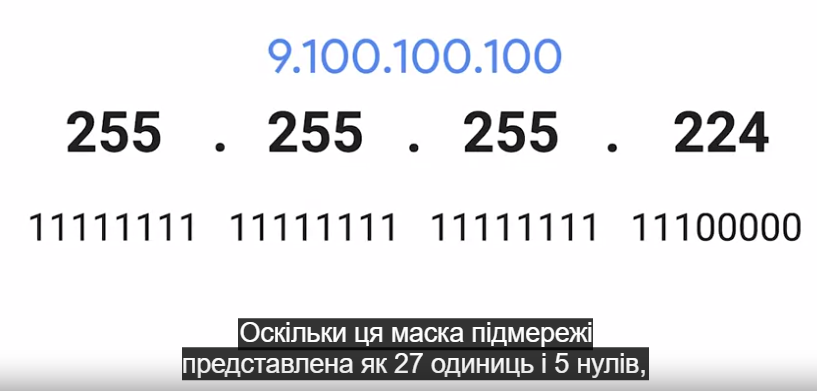 9.100.100.100
255 . 255 . 255 . 224
11111111 11111111 11111111 11100000
Оскільки ця маска підмережі
представлена як 27 одиниць і 5 нулів,